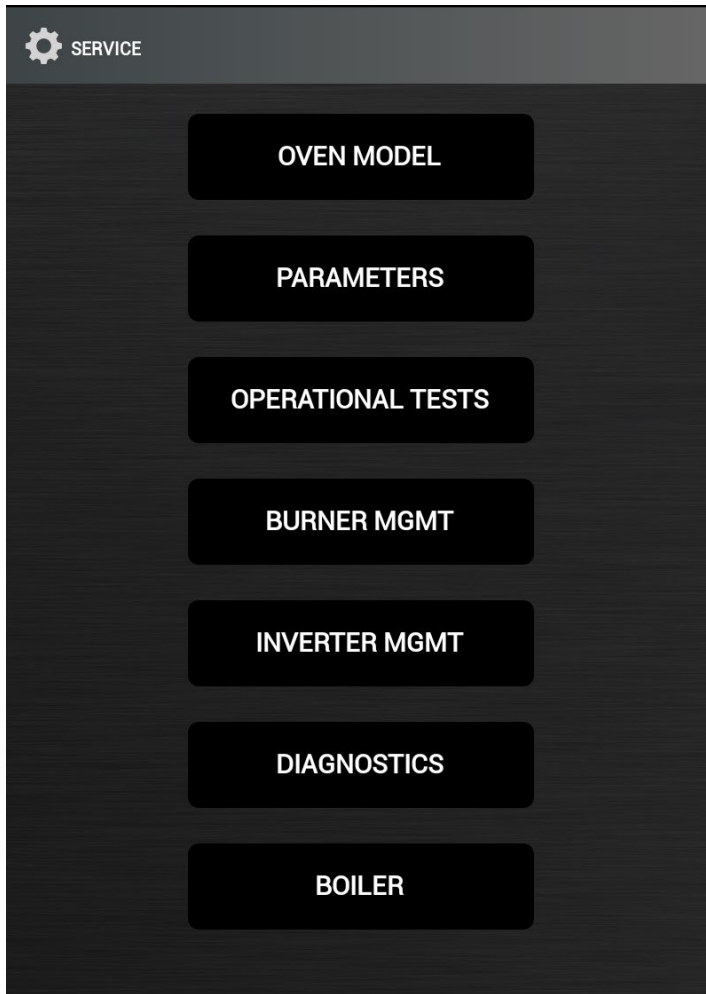 SERVICE
OVEN MODEL
PARAMETERS
OPERATIONAL TESTS
BURNER MGMT
INVERTER MGMT
DIAGNOSTICS
BOILER